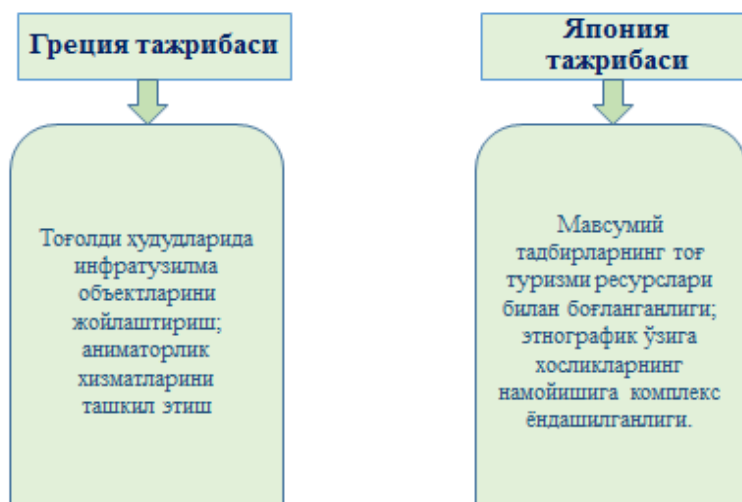 Греция тажрибаси
Япония
тажрибаси
Тоғолди ҳудудларида
инфратузилма
объектларини
жойлаштириш;
аниматорлик
хизматларини
ташкил этиш
Мавсумий
тадбирларнинг тоғ
туризми ресурслари
билан боғланганлиги;
этнографик ўзига
хосликларнинг
намойишига комплекс
ёндашилганлиги.